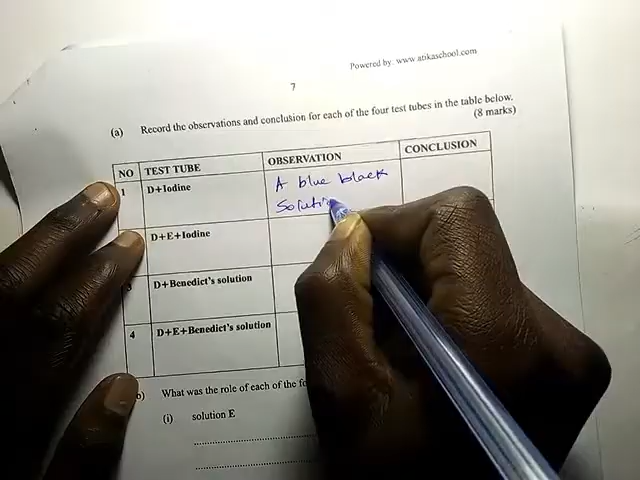 Powered by: www.atikaschool.com
7
(a) Record the observations and conclusion for each of the four test tubes in the table below.
(8 marks)
NO TEST TUBE OBSERVATION CONCLUSION
1 D+Iodine A blue black
D+E+Iodine
3 D+Benedict's solution
4 D+E+Benedict's solution
b) What was the role of each of the
(i) solution E